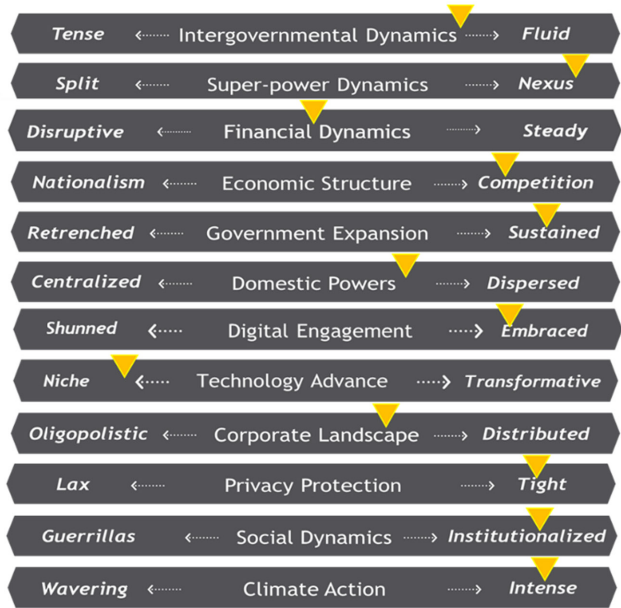 Tense Intergovernmental Dynamics Fluid
Split Super-power Dynamics Nexus
Disruptive Financial Dynamics Steady
Nationalism Economic Structure Competition
Retrenched Government Expansion Sustained
Centralized Domestic Powers Dispersed
Shunned Digital Engagement Embraced
Niche Technology Advance Transformative
Oligopolistic Corporate Landscape Distributed
Lax Privacy Protection Tight
Guerrillas Social Dynamics Institutionalized
Wavering Climate Action Intense